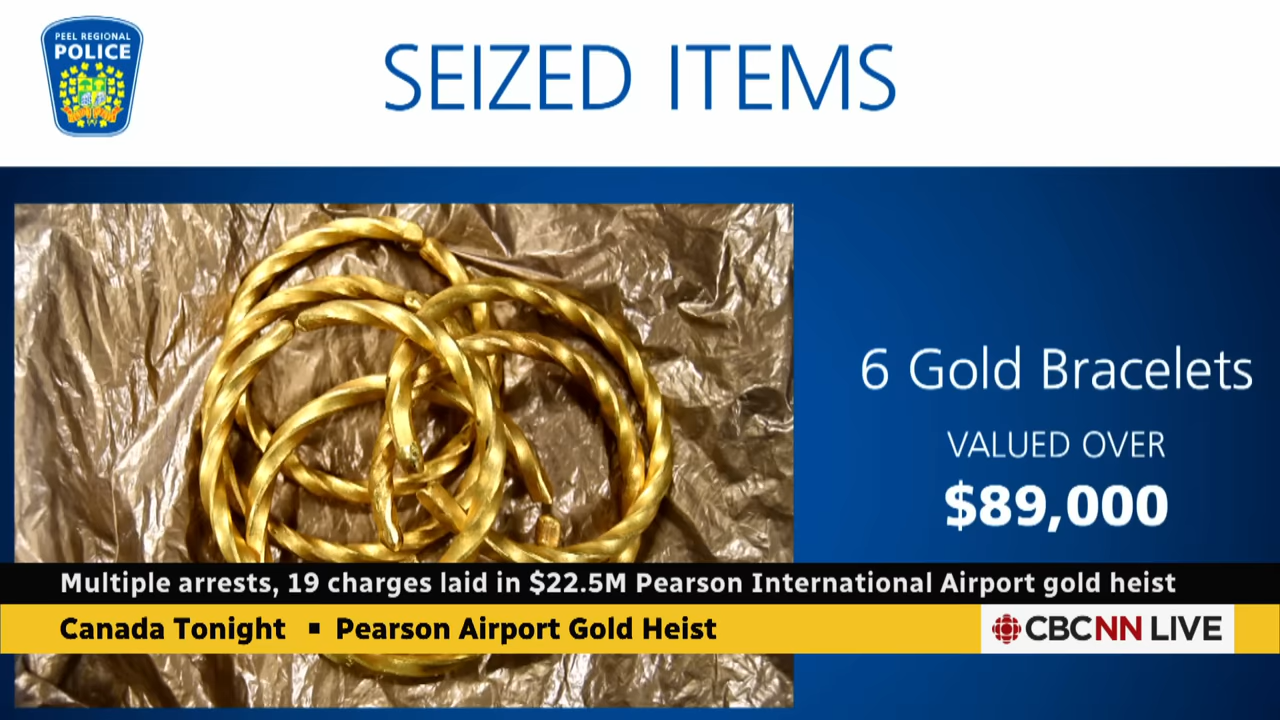 PEEL REGIONAL
POLICE
SEIZED ITEMS
6 Gold Bracelets
VALUED OVER
$89,000
Multiple arrests, 19 charges laid in $22.5M Pearson International Airport gold heist
Canada Tonight ▪ Pearson Airport Gold Heist
CBCNN LIVE